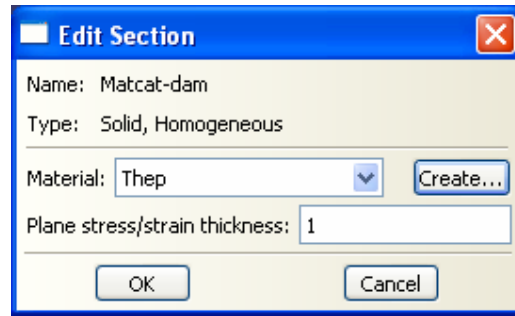 Edit Section
Name: Matcat-dam
Type: Solid, Homogeneous
Material: Thep Create...
Plane stress/strain thickness: 1
OK Cancel